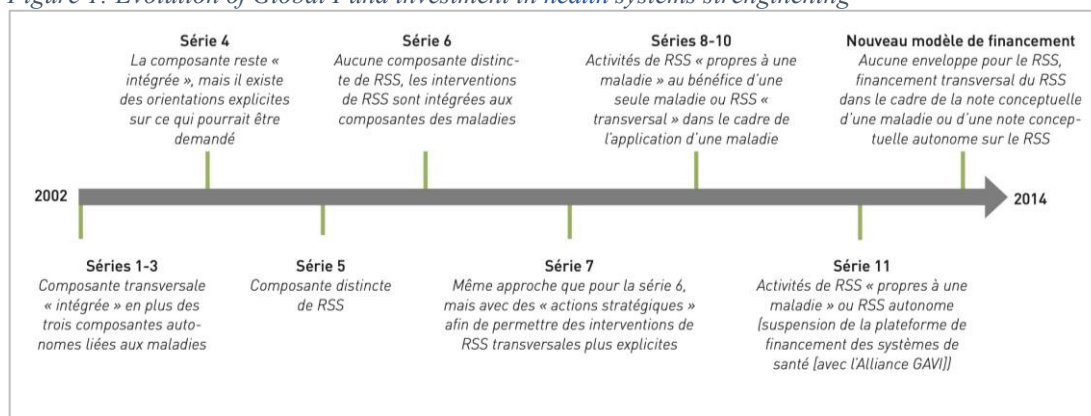 Figure 1: Evolution of Global Fund investment in health systems strengthening
Série 4
La composante reste «
intégrée », mais il existe
des orientations explicites
sur ce qui pourrait être
demandé
Série 6
Aucune composante distinc-
te de RSS, les interventions
de RSS sont intégrées aux
composantes des maladies
Séries 8-10
Activités de RSS « propres à une
maladie » au bénéfice d'une
seule maladie ou RSS «
transversal » dans le cadre de
l'application d'une maladie
Nouveau modèle de financement
Aucune enveloppe pour le RSS,
financement transversal du RSS
dans le cadre de la note conceptuelle
d'une maladie ou d'une note concep-
tuelle autonome sur le RSS
2002
2014
Séries 1-3
Composante transversale
« intégrée » en plus des
trois composantes auto-
nomes liées aux maladies
Série 5
Composante distincte
de RSS
Série 7
Même approche que pour la série 6,
mais avec des « actions stratégiques »
afin de permettre des interventions de
RSS transversales plus explicites
Série 11
Activités de RSS « propres à une
maladie » ou RSS autonome
(suspension de la plateforme de
financement des systèmes de
santé [avec l'Alliance GAVI])